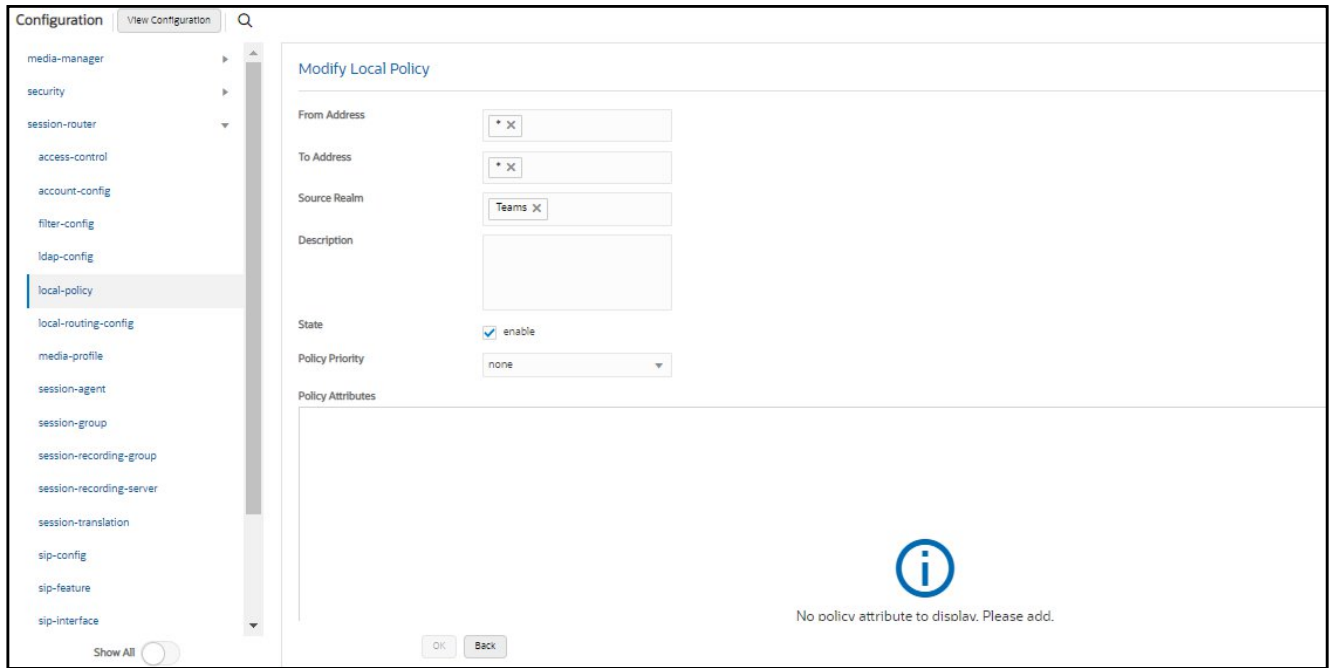 Configuration View Configuration
media-manager
security
session-router
access-control
account-config
filter-config
ldap-config
local-policy
local-routing-config
media-profile
session-agent
session-group
session-recording-group
session-recording-server
session-translation
sip-config
sip-feature
sip-interface
Show All
Modify Local Policy
From Address
*
To Address
*
Source Realm
Teams
Description
State
enable
Policy Priority
none
Policy Attributes
No policy attribute to display. Please add.
OK Back